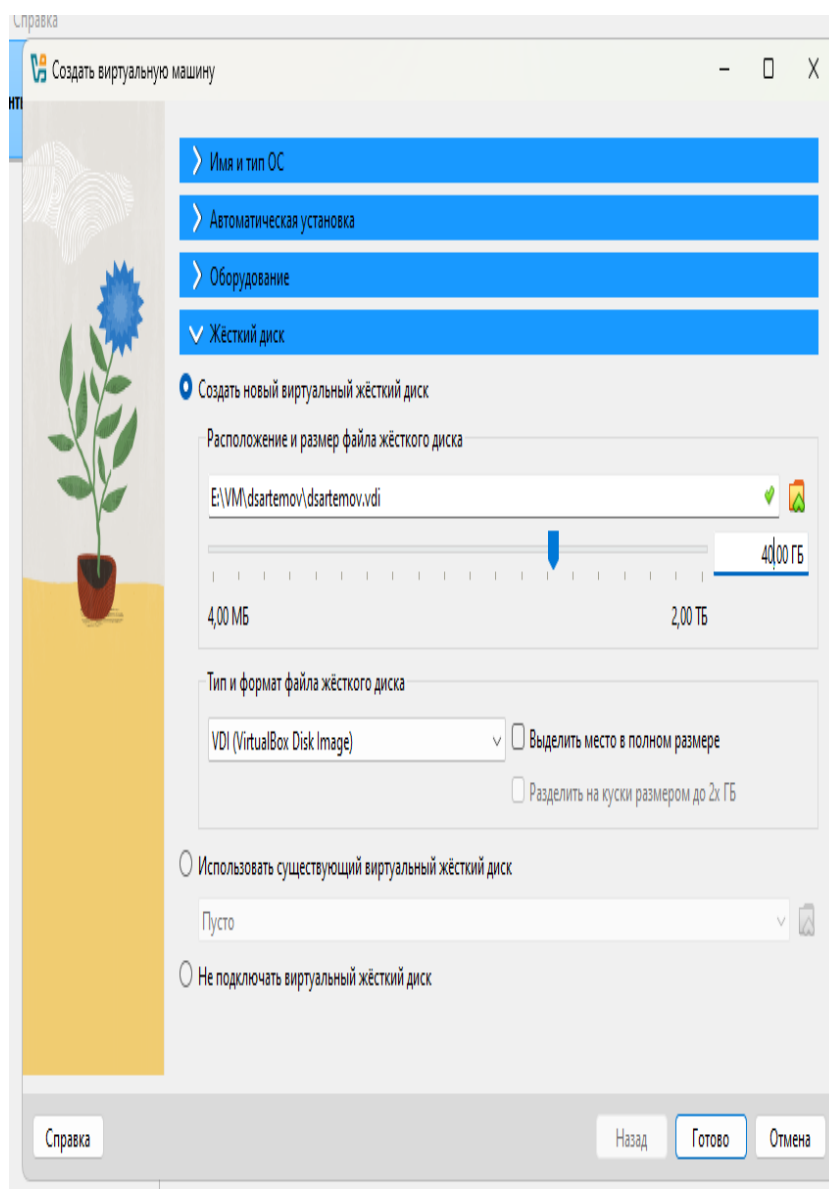 Справка
Создать виртуальную машину
Имя и тип ОС
Автоматическая установка
Оборудование
Жёсткий диск
Создать новый виртуальный жёсткий диск
Расположение и размер файла жёсткого диска
E:\VM\dsartemov\dsartemov.vdi
40,00 ГБ
4,00 МБ 2,00 ТБ
Тип и формат файла жёсткого диска
VDI (VirtualBox Disk Image) Выделить место в полном размере
Разделить на куски размером до 2х ГБ
Использовать существующий виртуальный жёсткий диск
Пусто
Не подключать виртуальный жёсткий диск
Справка Назад Готово Отмена